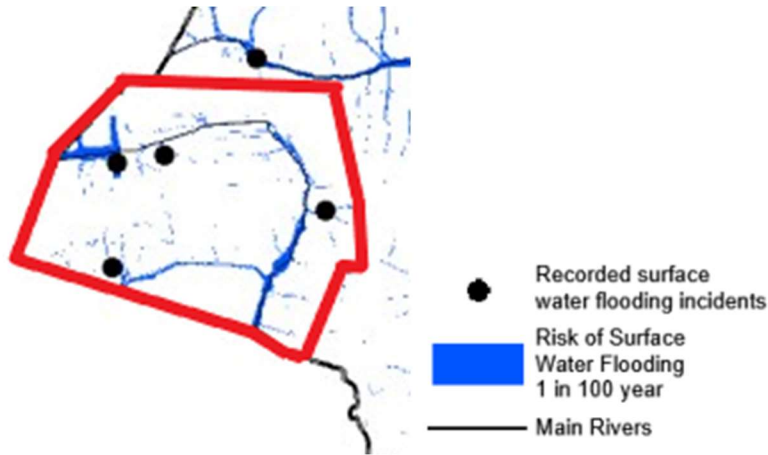 Recorded surface
water flooding incidents
Risk of Surface
Water Flooding
1 in 100 year
Main Rivers